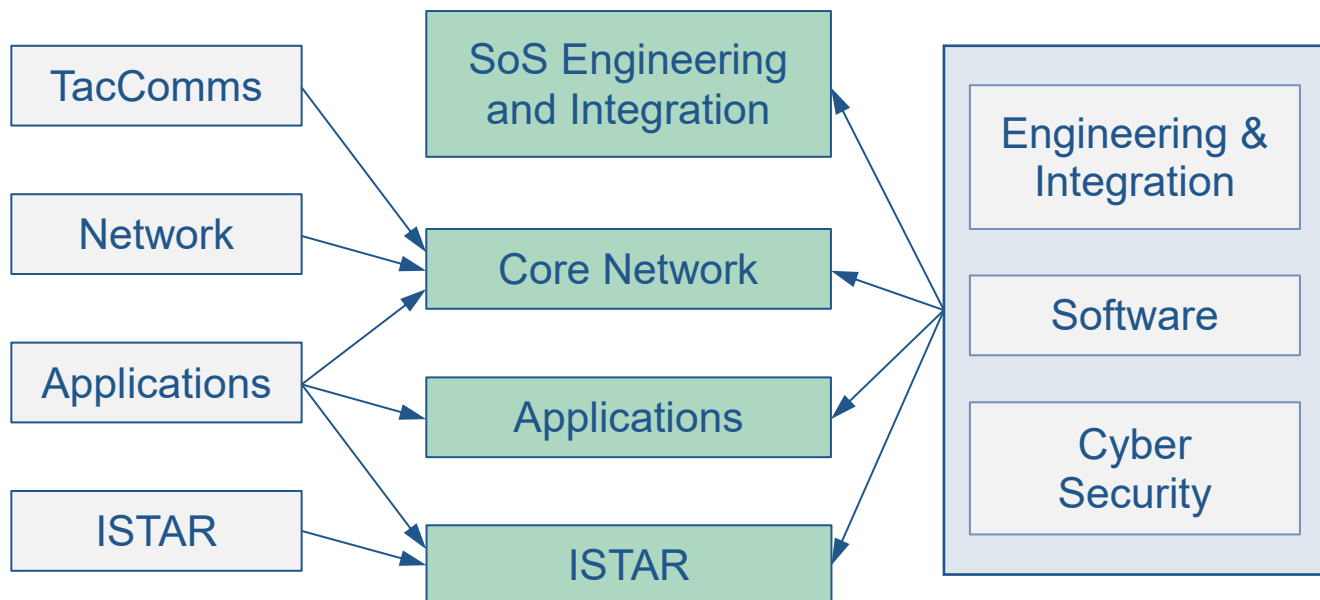 TacComms
Network
Applications
ISTAR
SoS Engineering
and Integration
Core Network
Applications
ISTAR
Engineering &
Integration
Software
Cyber
Security